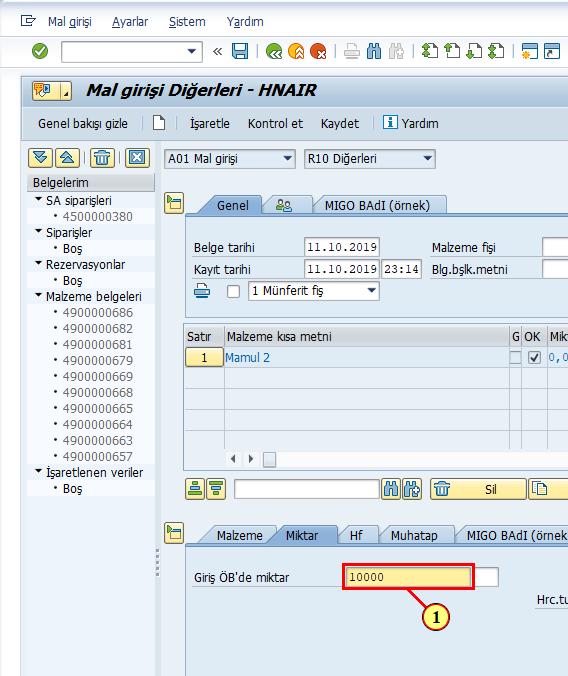 Mal girişi Ayarlar Sistem Yardım
Mal girişi Diğerleri - HNAIR
Genel bakışı gizle İşaretle Kontrol et Kaydet Yardım
A01 Mal girişi R10 Diğerleri
Belgelerim
SA siparişleri
4500000380
Siparişler
Boş
Rezervasyonlar
Boş
Malzeme belgeleri
4900000686
4900000682
4900000681
4900000679
4900000669
4900000668
4900000665
4900000664
4900000663
4900000657
İşaretlenen veriler
Boş
Genel MIGO BAdI (örnek)
Belge tarihi 11.10.2019 Malzeme fişi
Kayıt tarihi 11.10.2019 23:14 Blg.bşlk.metni
1 Münferit fiş
Satır Malzeme kısa metni G OK Mikt
1 Mamul 2 0,0
Sil
Malzeme Miktar Hf Muhatap MIGO BAdI (örnek
Giriş ÖB'de miktar 10000
1
Hrc.tu